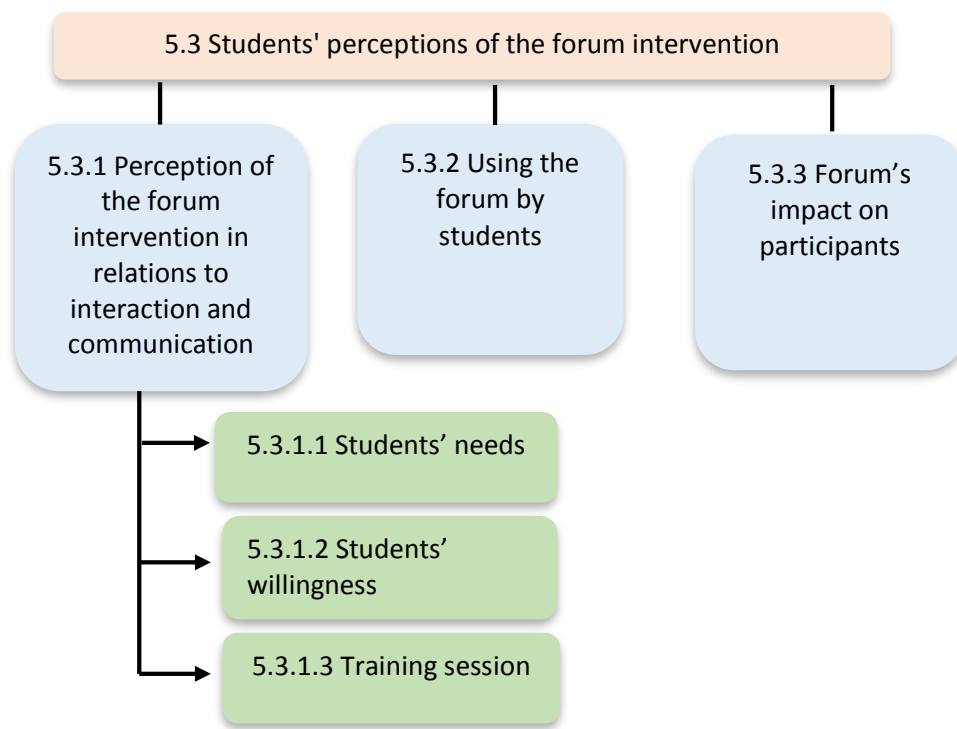 5.3 Students' perceptions of the forum intervention
5.3.1 Perception of
the forum
intervention in
relations to
interaction and
communication
5.3.2 Using the
forum by
students
5.3.3 Forum’s
impact on
participants
5.3.1.1 Students’ needs
5.3.1.2 Students’
willingness
5.3.1.3 Training session